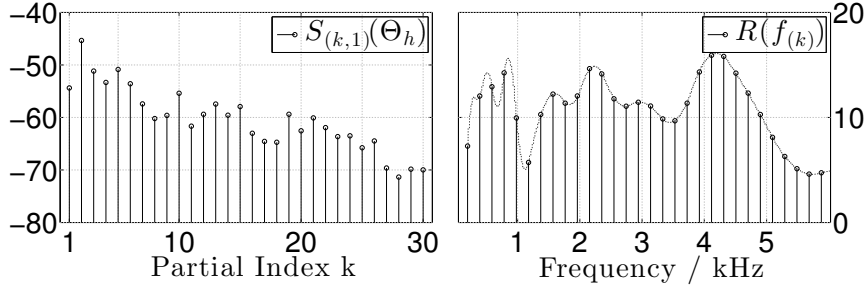 −40
−50
−60
−70
−80
1 10 20 30
Partial Index k
S(k,1)(Θh)
20
10
0
1 2 3 4 5
Frequency / kHz
R(f(k))